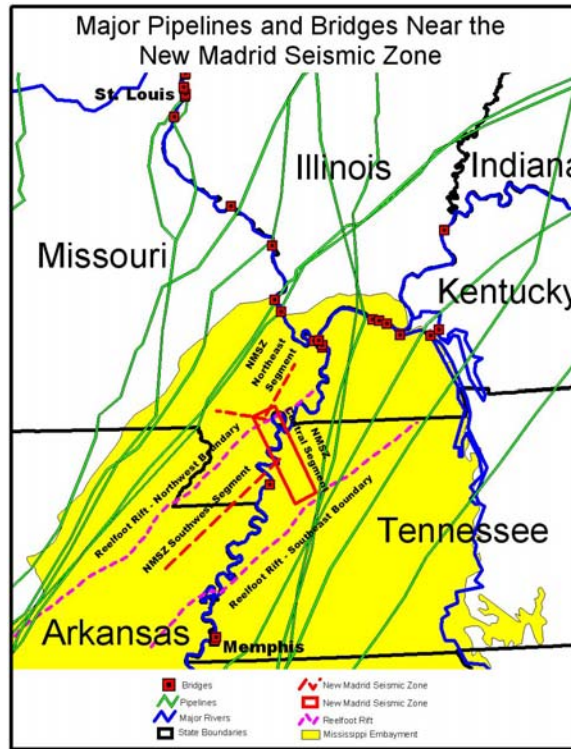 Major Pipelines and Bridges Near the
New Madrid Seismic Zone
St. Louis
Illinois
Indiana
Missouri
Kentucky
NMSZ
Northeast
Segment
NMSZ
Central Segment
Reelfoot Rift - Northwest Boundary
NMSZ Southwest Segment
Reelfoot Rift - Southeast Boundary
Tennessee
Arkansas
Memphis
Bridges
Pipelines
Major Rivers
State Boundaries
New Madrid Seismic Zone
New Madrid Seismic Zone
Reelfoot Rift
Mississippi Embayment